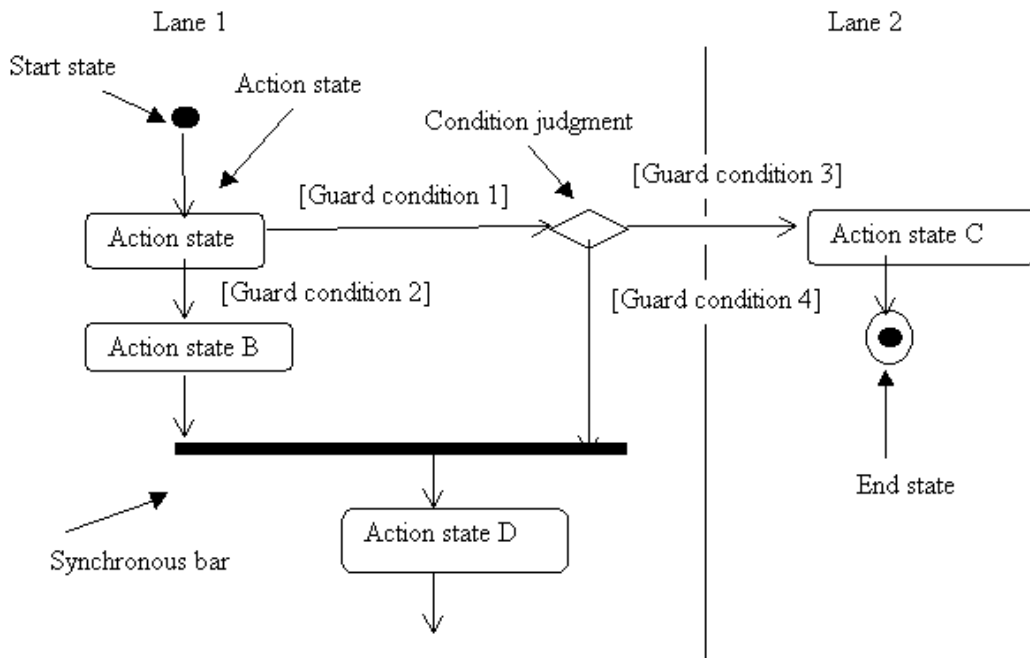 Lane 1
Lane 2
Start state
Action state
Condition judgment
[Guard condition 1]
[Guard condition 3]
Action state
Action state C
[Guard condition 2]
[Guard condition 4]
Action state B
End state
Action state D
Synchronous bar